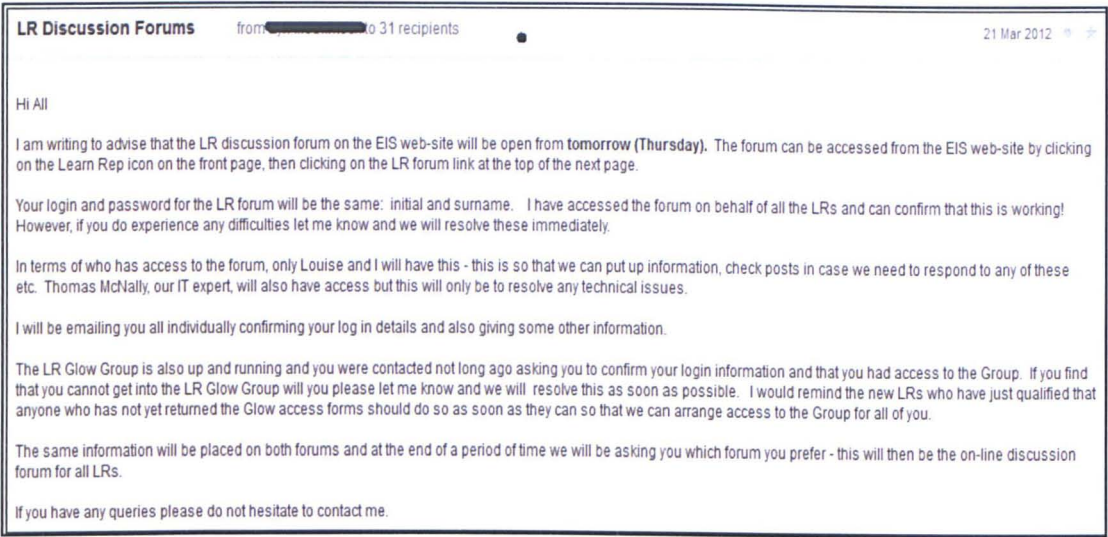 LR Discussion Forums from to 31 recipients 21 Mar 2012
Hi All
I am writing to advise that the LR discussion forum on the EIS web-site will be open from tomorrow (Thursday). The forum can be accessed from the EIS web-site by clicking
on the Learn Rep icon on the front page, then clicking on the LR forum link at the top of the next page.
Your login and password for the LR forum will be the same: initial and surname. I have accessed the forum on behalf of all the LRs and can confirm that this is working!
However, if you do experience any difficulties let me know and we will resolve these immediately.
In terms of who has access to the forum, only Louise and I will have this - this is so that we can put up information, check posts in case we need to respond to any of these
etc. Thomas McNally, our IT expert, will also have access but this will only be to resolve any technical issues.
I will be emailing you all individually confirming your log in details and also giving some other information.
The LR Glow Group is also up and running and you were contacted not long ago asking you to confirm your login information and that you had access to the Group. If you find
that you cannot get into the LR Glow Group will you please let me know and we will resolve this as soon as possible. I would remind the new LRs who have just qualified that
anyone who has not yet returned the Glow access forms should do so as soon as they can so that we can arrange access to the Group for all of you.
The same information will be placed on both forums and at the end of a period of time we will be asking you which forum you prefer - this will then be the on-line discussion
forum for all LRs.
If you have any queries please do not hesitate to contact me.